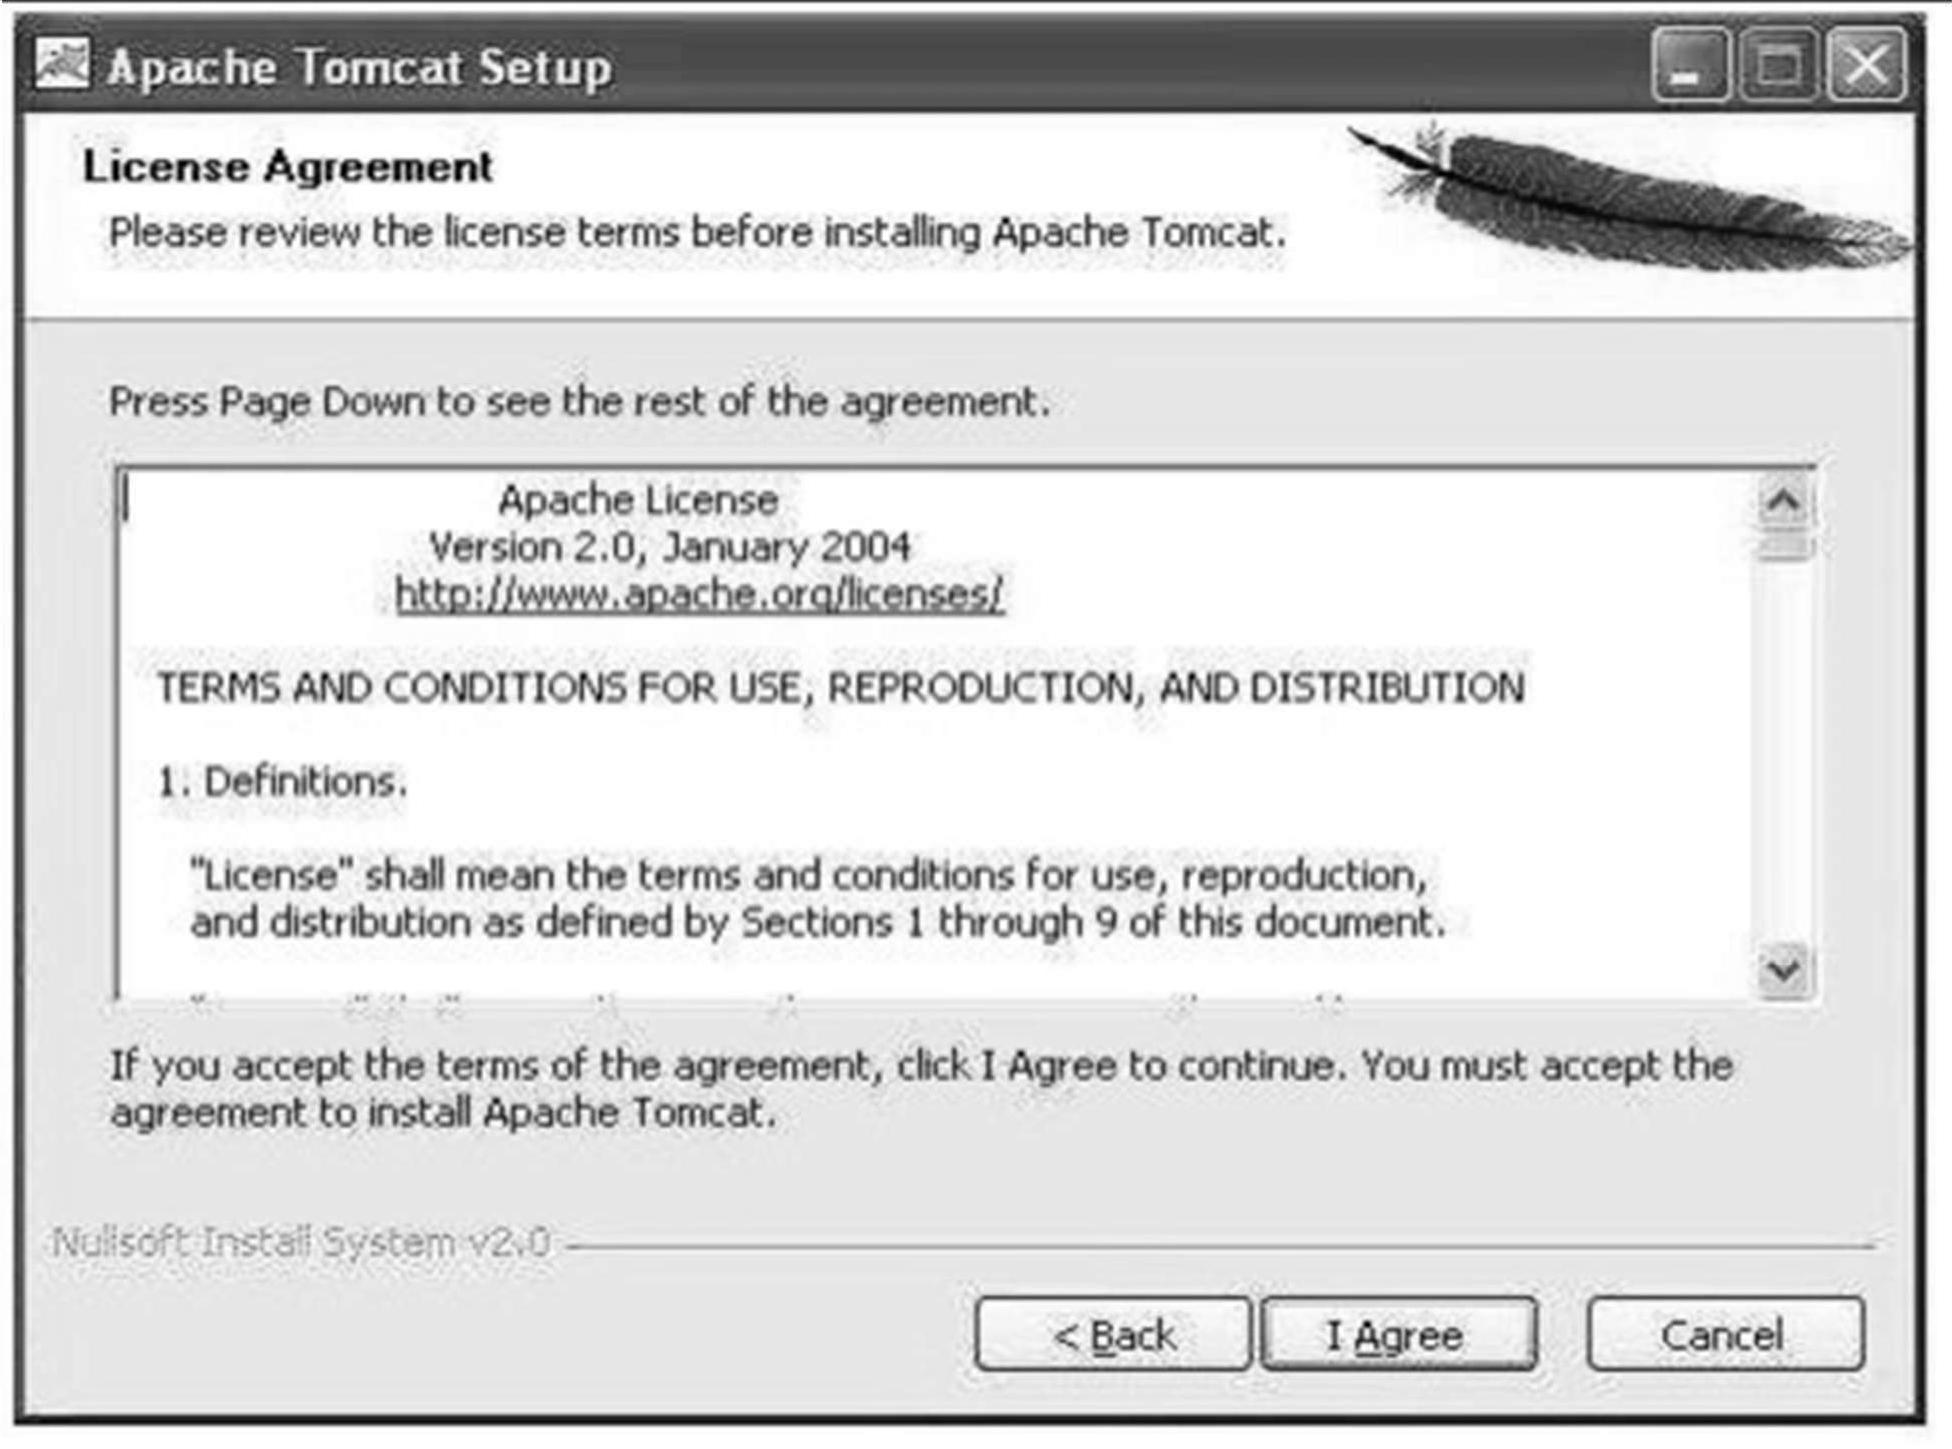 Apache Tomcat Setup
License Agreement
Please review the license terms before installing Apache Tomcat.
Press Page Down to see the rest of the agreement.
Apache License
Version 2.0, January 2004
http://www.apache.org/licenses/
TERMS AND CONDITIONS FOR USE, REPRODUCTION, AND DISTRIBUTION
1. Definitions.
"License" shall mean the terms and conditions for use, reproduction,
and distribution as defined by Sections 1 through 9 of this document.
If you accept the terms of the agreement, click I Agree to continue. You must accept the
agreement to install Apache Tomcat.
Nullsoft Install System v2.0
< Back
I Agree
Cancel